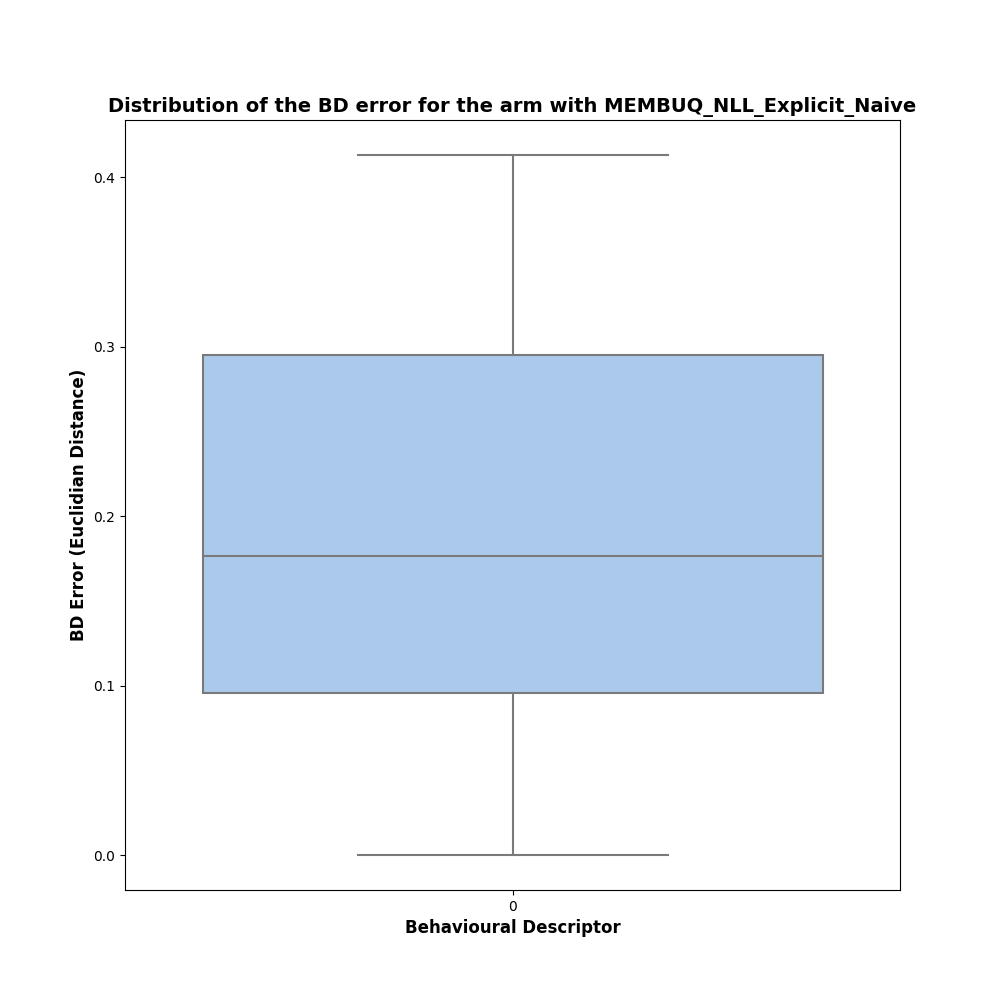 Distribution of the BD error for the arm with MEMBUQ_NLL_Explicit_Naive
BD Error (Euclidian Distance)
0.4
0.3
0.2
0.1
0.0
0
Behavioural Descriptor